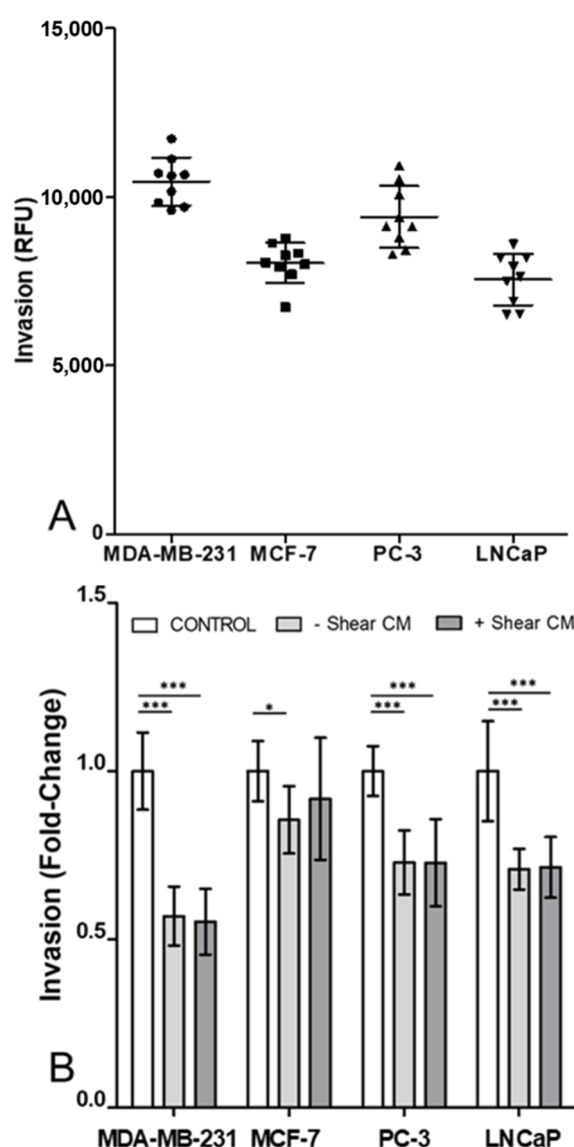 15,000
10,000
5,000
0
Invasion (RFU)
A
MDA-MB-231 MCF-7 PC-3 LNCaP
1.5
1.0
0.5
0.0
Invasion (Fold-Change)
CONTROL - Shear CM + Shear CM
*** *** * *** *** *** ***
B
MDA-MB-231 MCF-7 PC-3 LNCaP